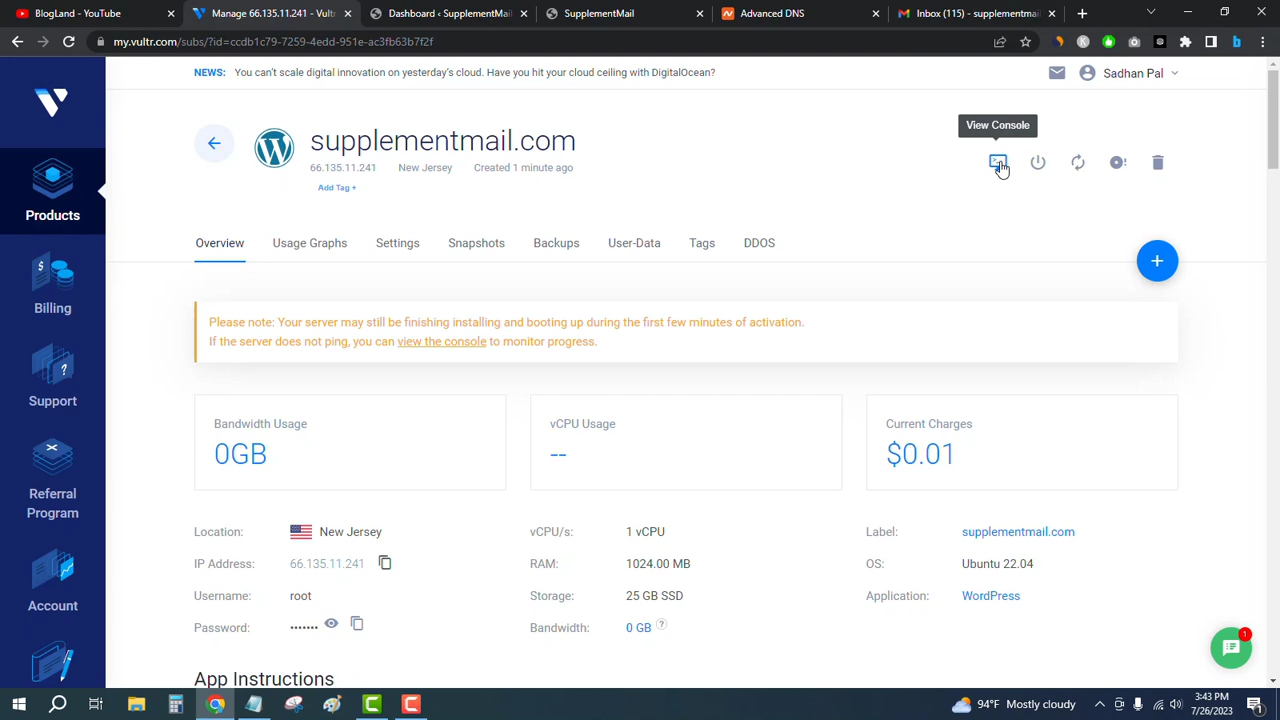 BlogLand - YouTube
Manage 66.135.11.241 - Vultr
Dashboard ‹ SupplementMail
SupplementMail
Advanced DNS
Inbox (115) - supplementmail
my.vultr.com/subs/?id=ccdb1c79-7259-4edd-951e-ac3fb63b7f2f
NEWS: You can't scale digital innovation on yesterday's cloud. Have you hit your cloud ceiling with DigitalOcean?
Sadhan Pal
View Console
supplementmail.com
66.135.11.241 New Jersey Created 1 minute ago
Add Tag +
Products
Billing
Support
Referral
Program
Account
Overview Usage Graphs Settings Snapshots Backups User-Data Tags DDOS
+
Please note: Your server may still be finishing installing and booting up during the first few minutes of activation.
If the server does not ping, you can view the console to monitor progress.
Bandwidth Usage
0GB
vCPU Usage
--
Current Charges
$0.01
Location: New Jersey
IP Address: 66.135.11.241
Username: root
Password: •••••••
vCPU/s: 1 vCPU
RAM: 1024.00 MB
Storage: 25 GB SSD
Bandwidth: 0 GB ?
Label: supplementmail.com
OS: Ubuntu 22.04
Application: WordPress
App Instructions
1
94°F Mostly cloudy
3:43 PM
7/26/2023
1